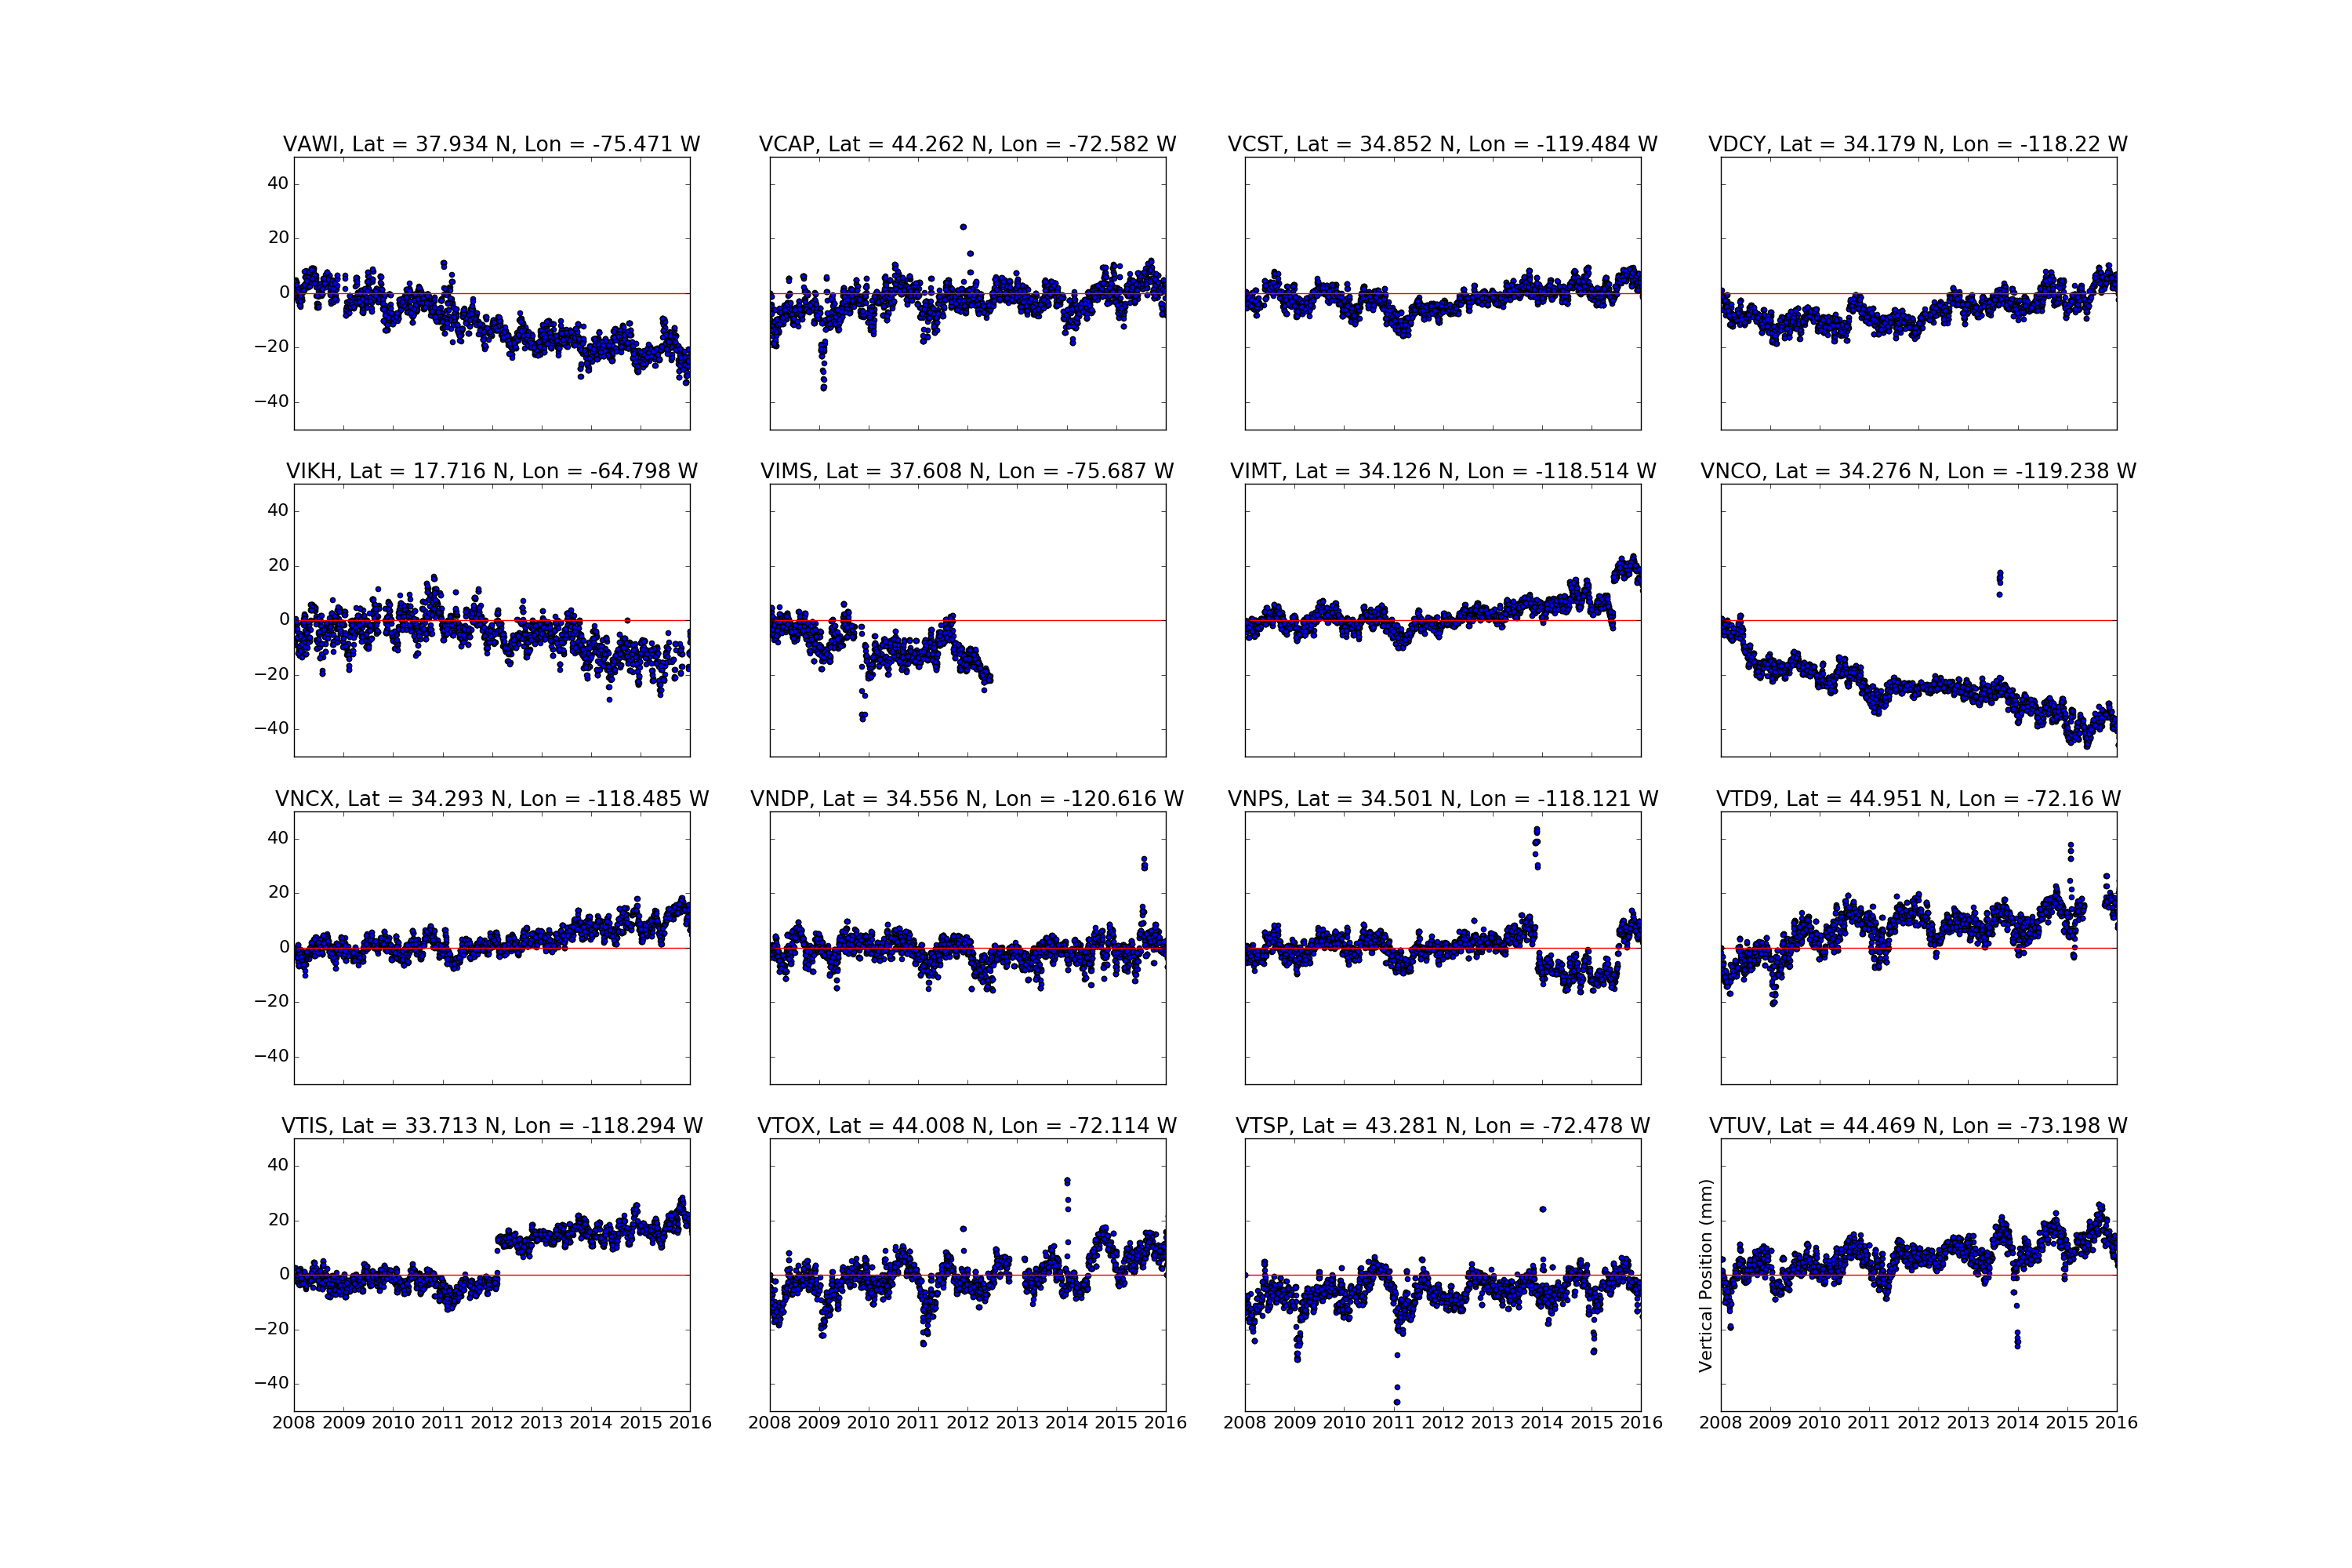 VAWI, Lat = 37.934 N, Lon = -75.471 W
VCAP, Lat = 44.262 N, Lon = -72.582 W
VCST, Lat = 34.852 N, Lon = -119.484 W
VDCY, Lat = 34.179 N, Lon = -118.22 W
40
20
0
−20
−40
VIKH, Lat = 17.716 N, Lon = -64.798 W
VIMS, Lat = 37.608 N, Lon = -75.687 W
VIMT, Lat = 34.126 N, Lon = -118.514 W
VNCO, Lat = 34.276 N, Lon = -119.238 W
40
20
0
−20
−40
VNCX, Lat = 34.293 N, Lon = -118.485 W
VNDP, Lat = 34.556 N, Lon = -120.616 W
VNPS, Lat = 34.501 N, Lon = -118.121 W
VTD9, Lat = 44.951 N, Lon = -72.16 W
40
20
0
−20
−40
VTIS, Lat = 33.713 N, Lon = -118.294 W
VTOX, Lat = 44.008 N, Lon = -72.114 W
VTSP, Lat = 43.281 N, Lon = -72.478 W
VTUV, Lat = 44.469 N, Lon = -73.198 W
40
20
0
−20
−40
Vertical Position (mm)
2008 2009 2010 2011 2012 2013 2014 2015 2016
2008 2009 2010 2011 2012 2013 2014 2015 2016
2008 2009 2010 2011 2012 2013 2014 2015 2016
2008 2009 2010 2011 2012 2013 2014 2015 2016